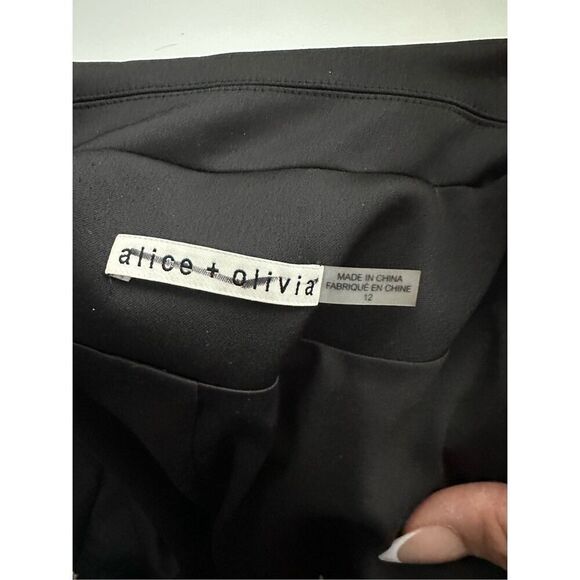 alice + olivia
MADE IN CHINA
FABRIQUÉ EN CHINE
12